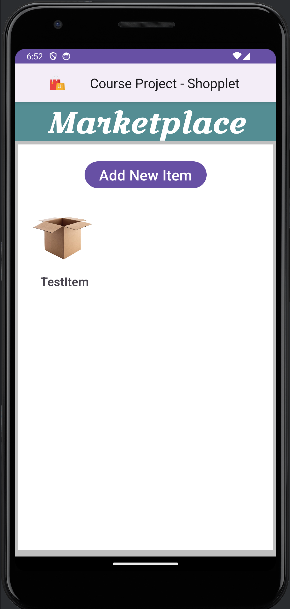 6:52
Course Project - Shopplet
Marketplace
Add New Item
TestItem